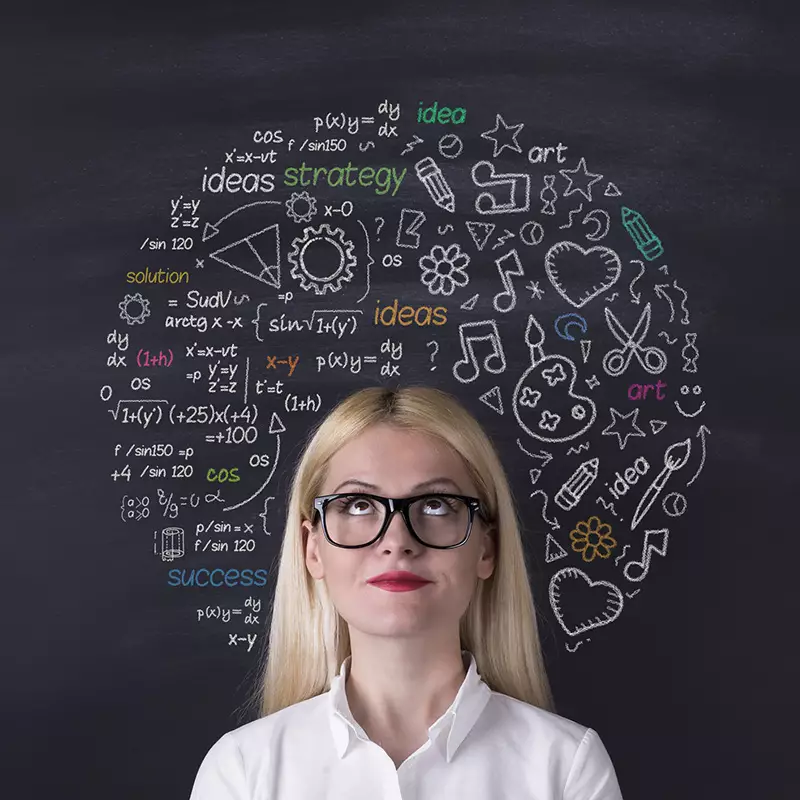 p(x)y= dy/dx idea
cos f /sin150 art
x'=x-vt
ideas strategy
y'=y
z'=z
x-0
/sin 120
os
solution
= SudV =p
arctg x -x { sin√1+(y') ideas
dy/dx (1+h)
x'=x-vt
=p y'=y
z'=z
x-y p(x)y= dy/dx
t'=t
art
0 os
(1+h)
√1+(y') (+25)x(+4)
=+100
f /sin150 =p
+4 /sin 120 cos os
idea
p/sin = x
f /sin 120
success
p(x)y= dy/dx
x-y